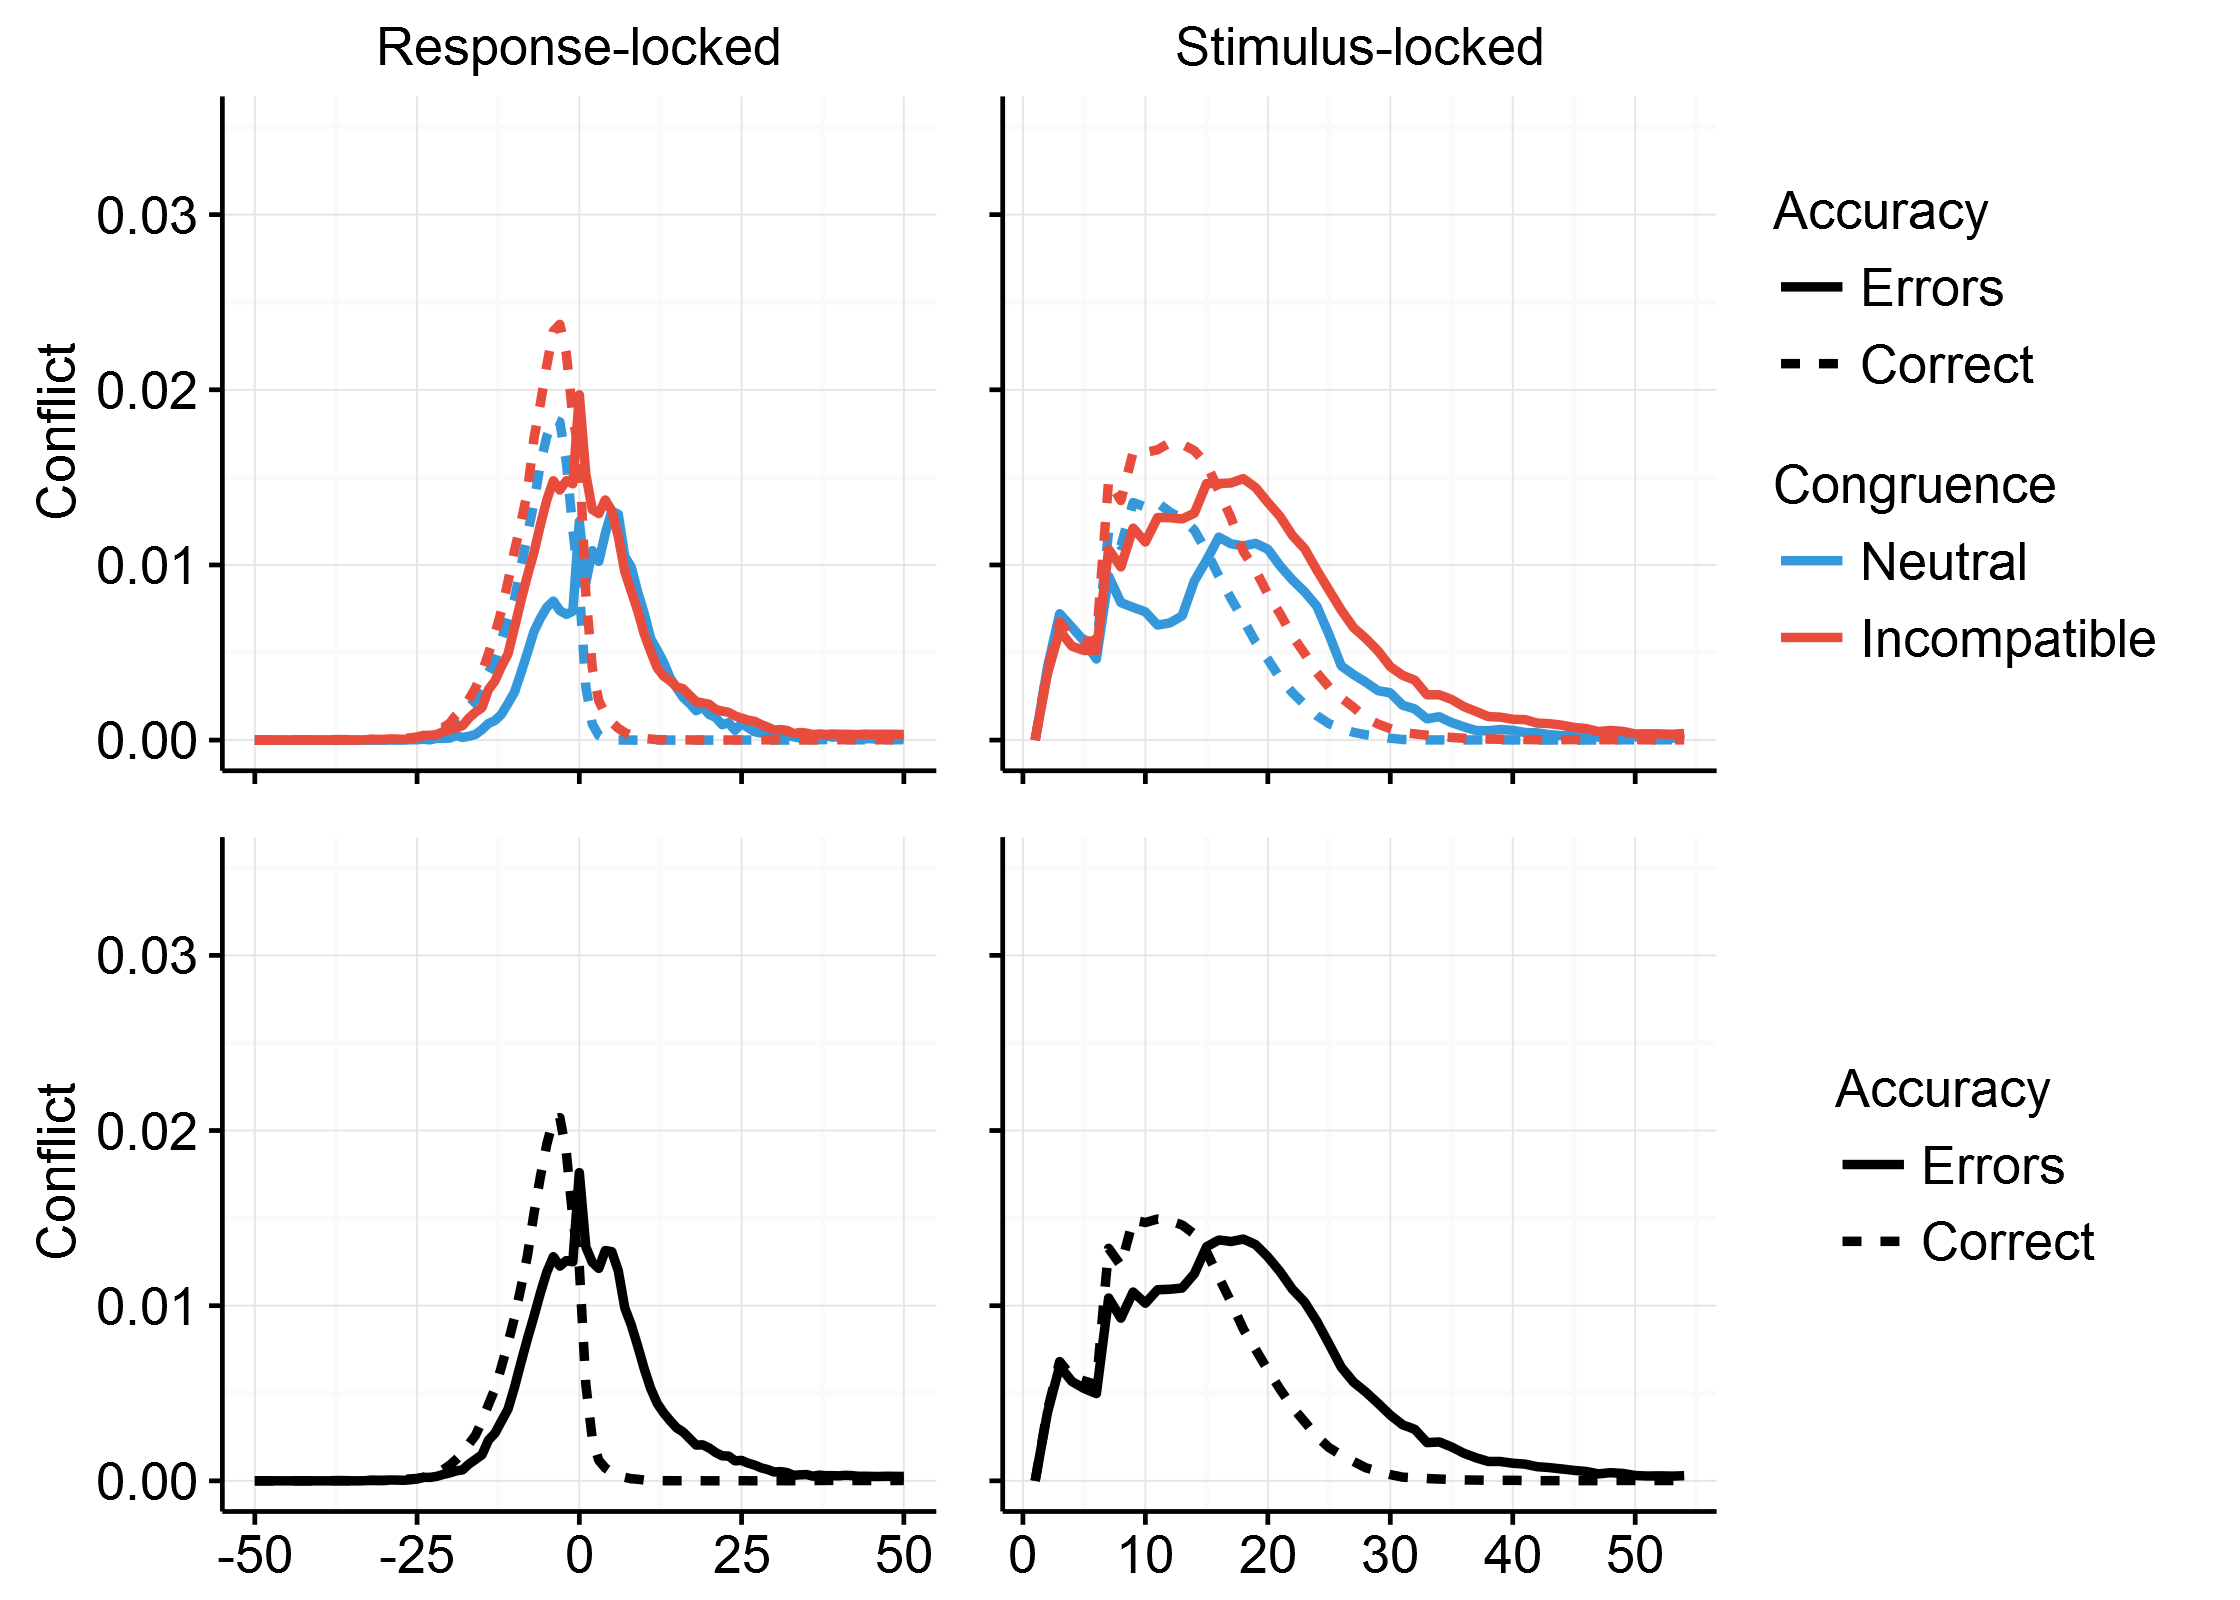 Response-locked
Stimulus-locked
Conflict
0.03
0.02
0.01
0.00
Accuracy
Errors
Correct
Congruence
Neutral
Incompatible
Conflict
0.03
0.02
0.01
0.00
-50 -25 0 25 50
0 10 20 30 40 50
Accuracy
Errors
Correct